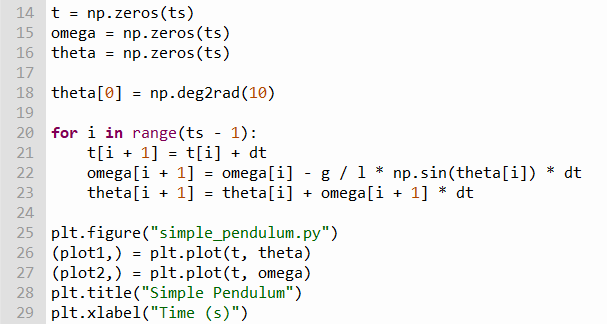 14 t = np.zeros(ts)
15 omega = np.zeros(ts)
16 theta = np.zeros(ts)
17
18 theta[0] = np.deg2rad(10)
19
20 for i in range(ts - 1):
21     t[i + 1] = t[i] + dt
22     omega[i + 1] = omega[i] - g / l * np.sin(theta[i]) * dt
23     theta[i + 1] = theta[i] + omega[i + 1] * dt
24
25 plt.figure("simple_pendulum.py")
26 (plot1,) = plt.plot(t, theta)
27 (plot2,) = plt.plot(t, omega)
28 plt.title("Simple Pendulum")
29 plt.xlabel("Time (s)")